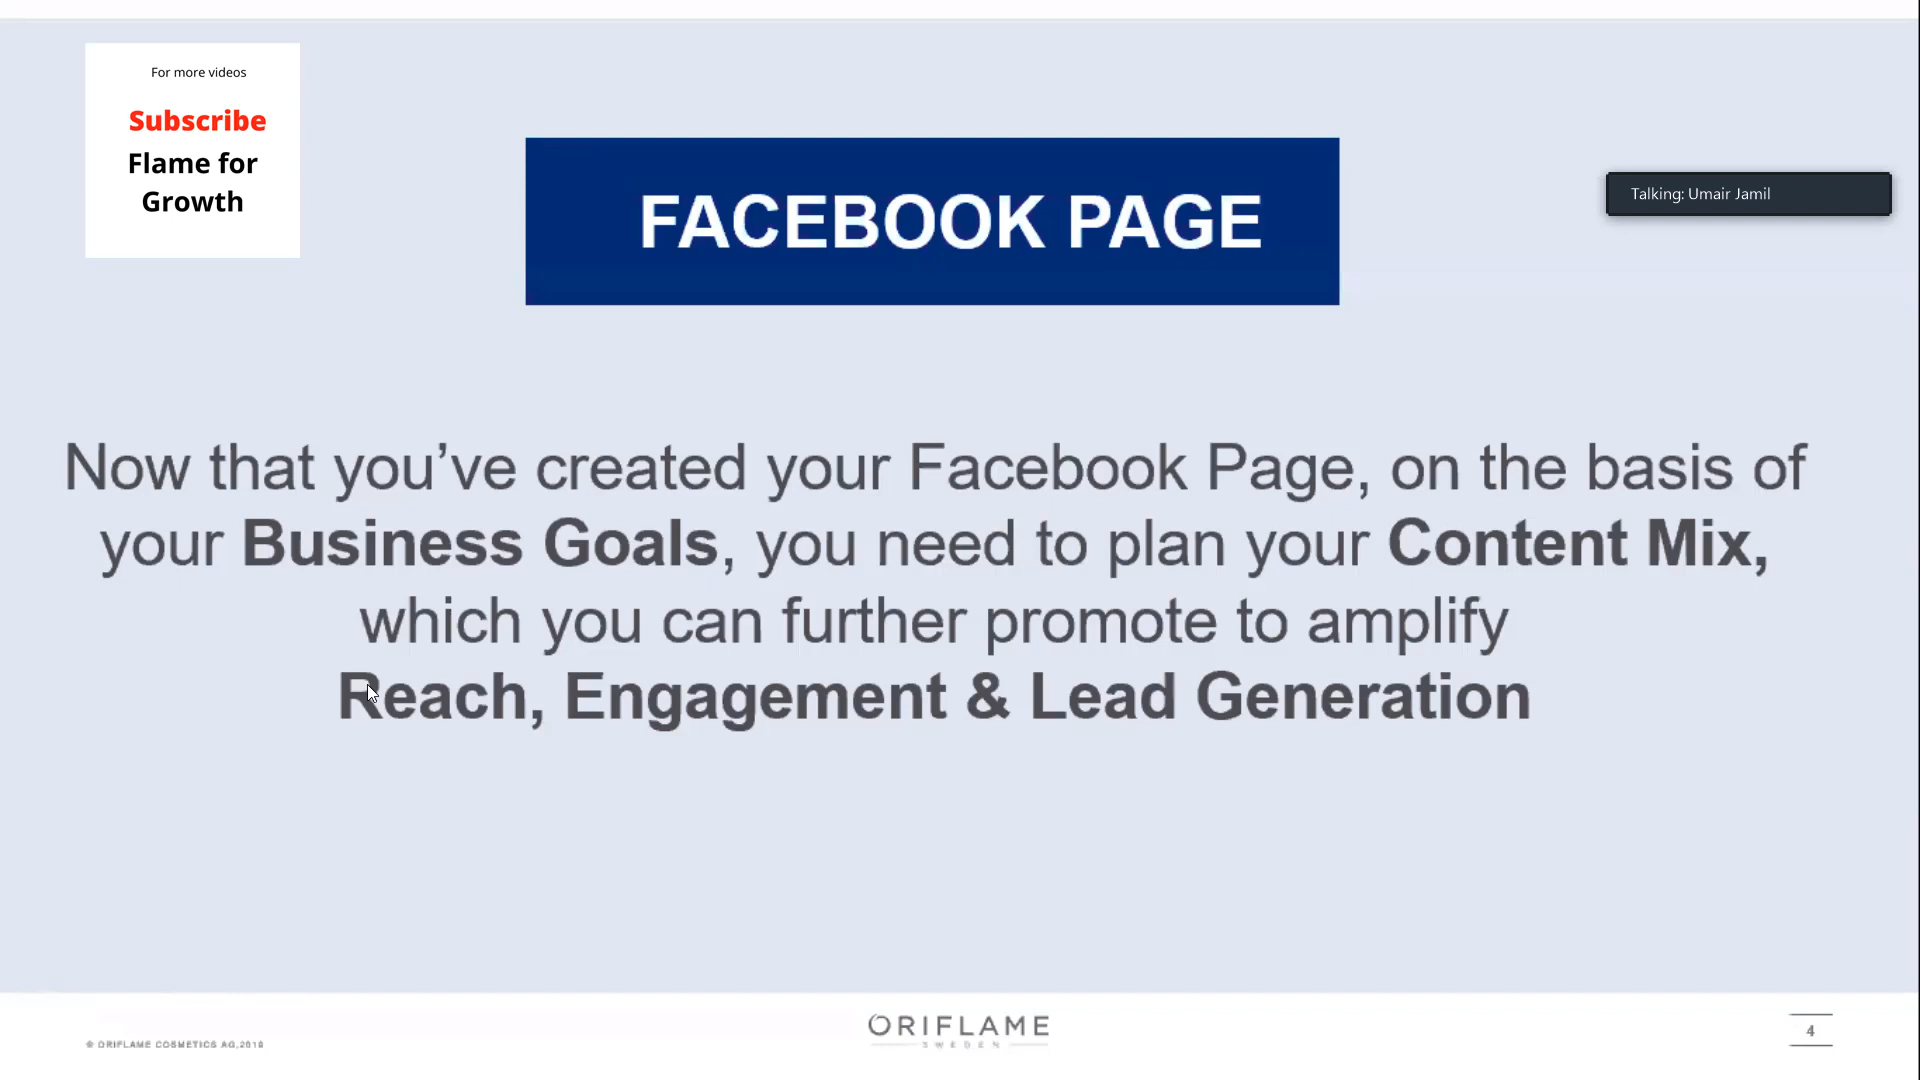 For more videos
Subscribe
Flame for
Growth
FACEBOOK PAGE
Talking: Umair Jamil
Now that you’ve created your Facebook Page, on the basis of
your Business Goals, you need to plan your Content Mix,
which you can further promote to amplify
Reach, Engagement & Lead Generation
© ORIFLAME COSMETICS AG,2018
ORIFLAME
SWEDEN
4